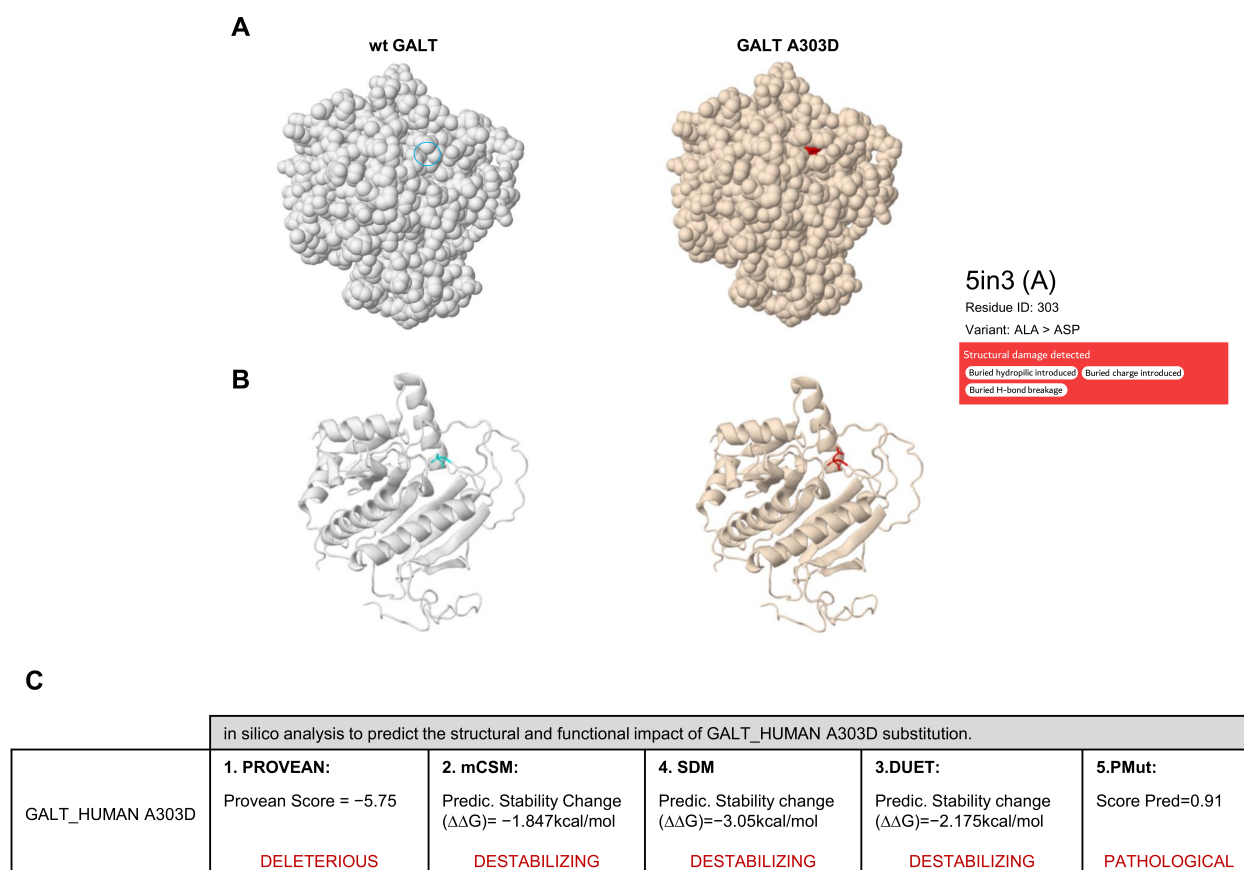 A
wt GALT
GALT A303D
5in3 (A)
Residue ID: 303
Variant: ALA > ASP
Structural damage detected
Buried hydropilic introduced
Buried charge introduced
Buried H-bond breakage
B
C
in silico analysis to predict the structural and functional impact of GALT_HUMAN A303D substitution.
GALT_HUMAN A303D
1. PROVEAN:
Provean Score = −5.75
DELETERIOUS
2. mCSM:
Predic. Stability Change
(ΔΔG)= −1.847kcal/mol
DESTABILIZING
4. SDM
Predic. Stability change
(ΔΔG)=−3.05kcal/mol
DESTABILIZING
3.DUET:
Predic. Stability change
(ΔΔG)=−2.175kcal/mol
DESTABILIZING
5.PMut:
Score Pred=0.91
PATHOLOGICAL